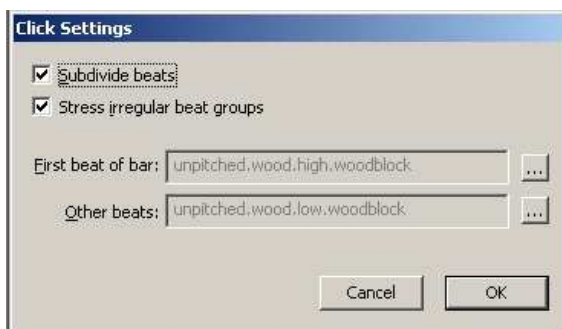 Click Settings
Subdivide beats
Stress irregular beat groups
First beat of bar: unpitched.wood.high.woodblock ...
Other beats: unpitched.wood.low.woodblock ...
Cancel OK